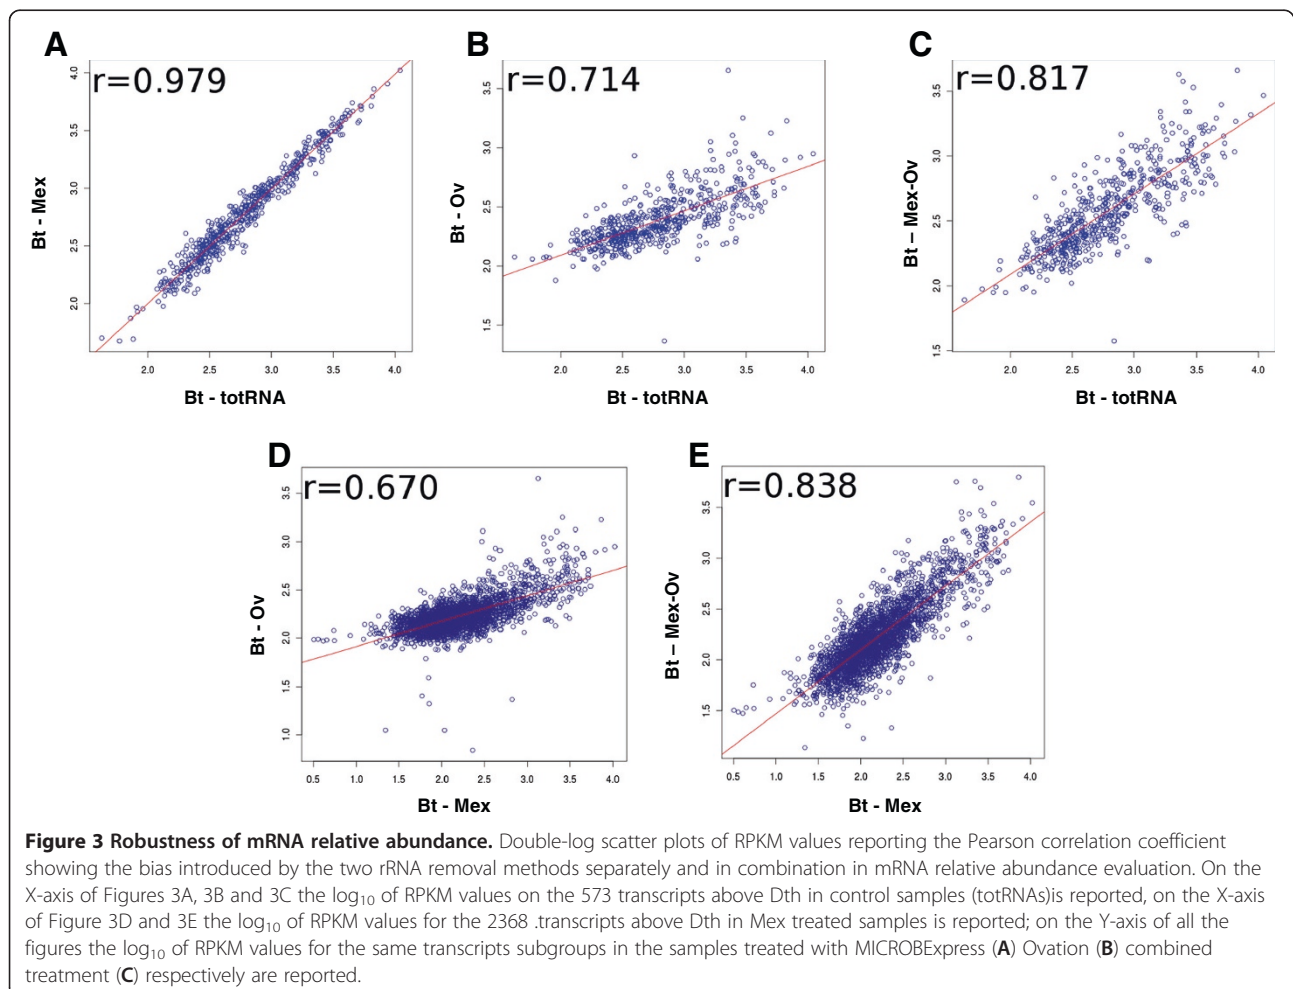 A
r=0.979
4.0
3.5
3.0
2.5
2.0
Bt - Mex
2.0 2.5 3.0 3.5 4.0
Bt - totRNA
B
r=0.714
3.5
3.0
2.5
2.0
1.5
Bt - Ov
2.0 2.5 3.0 3.5 4.0
Bt - totRNA
C
r=0.817
3.5
3.0
2.5
2.0
1.5
Bt – Mex-Ov
2.0 2.5 3.0 3.5 4.0
Bt - totRNA
D
r=0.670
3.5
3.0
2.5
2.0
1.5
1.0
Bt - Ov
0.5 1.0 1.5 2.0 2.5 3.0 3.5 4.0
Bt - Mex
E
r=0.838
3.5
3.0
2.5
2.0
1.5
Bt – Mex-Ov
0.5 1.0 1.5 2.0 2.5 3.0 3.5 4.0
Bt - Mex
Figure 3 Robustness of mRNA relative abundance. Double-log scatter plots of RPKM values reporting the Pearson correlation coefficient
showing the bias introduced by the two rRNA removal methods separately and in combination in mRNA relative abundance evaluation. On the
X-axis of Figures 3A, 3B and 3C the log10 of RPKM values on the 573 transcripts above Dth in control samples (totRNAs)is reported, on the X-axis
of Figure 3D and 3E the log10 of RPKM values for the 2368 .transcripts above Dth in Mex treated samples is reported; on the Y-axis of all the
figures the log10 of RPKM values for the same transcripts subgroups in the samples treated with MICROBExpress (A) Ovation (B) combined
treatment (C) respectively are reported.